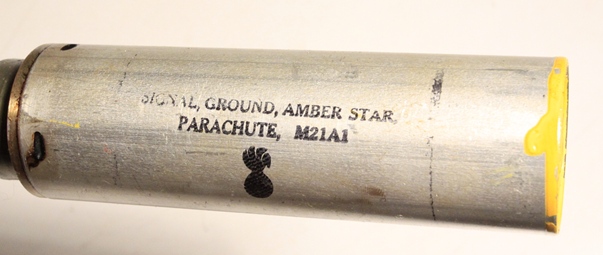 SIGNAL, GROUND, AMBER STAR,
PARACHUTE, M21A1